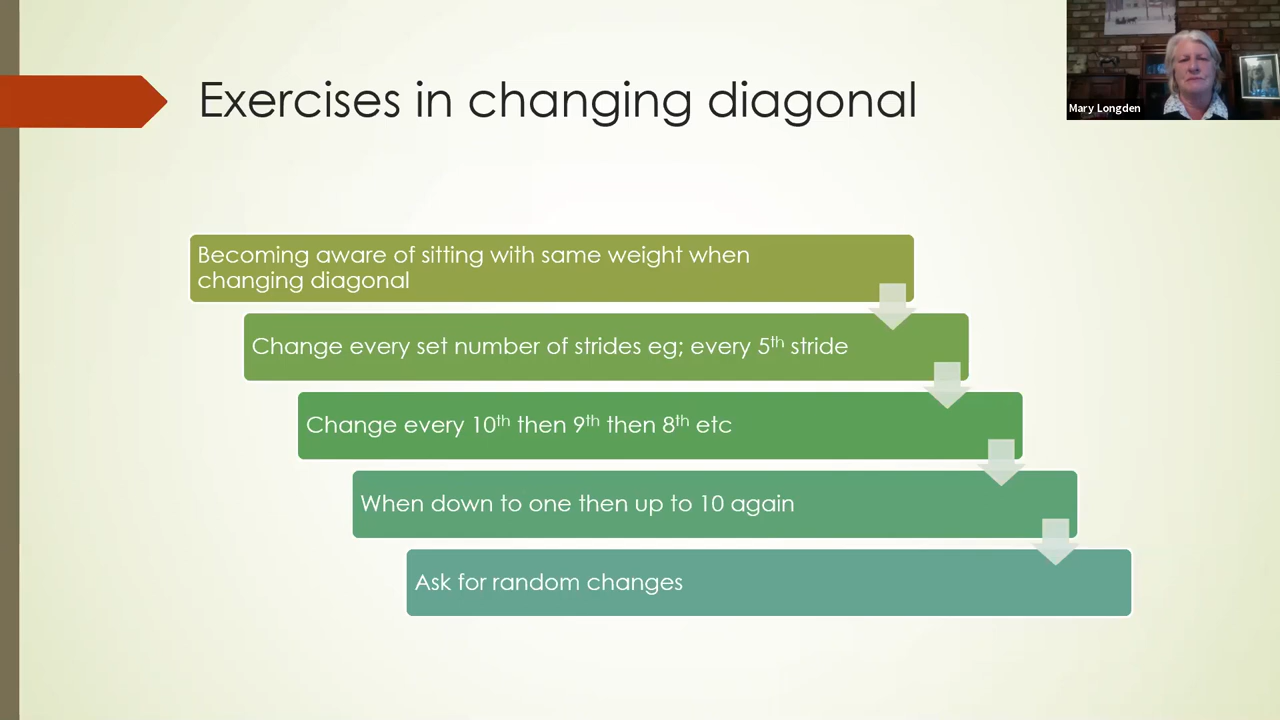 Exercises in changing diagonal
Mary Longden
Becoming aware of sitting with same weight when
changing diagonal
Change every set number of strides eg; every 5th stride
Change every 10th then 9th then 8th etc
When down to one then up to 10 again
Ask for random changes